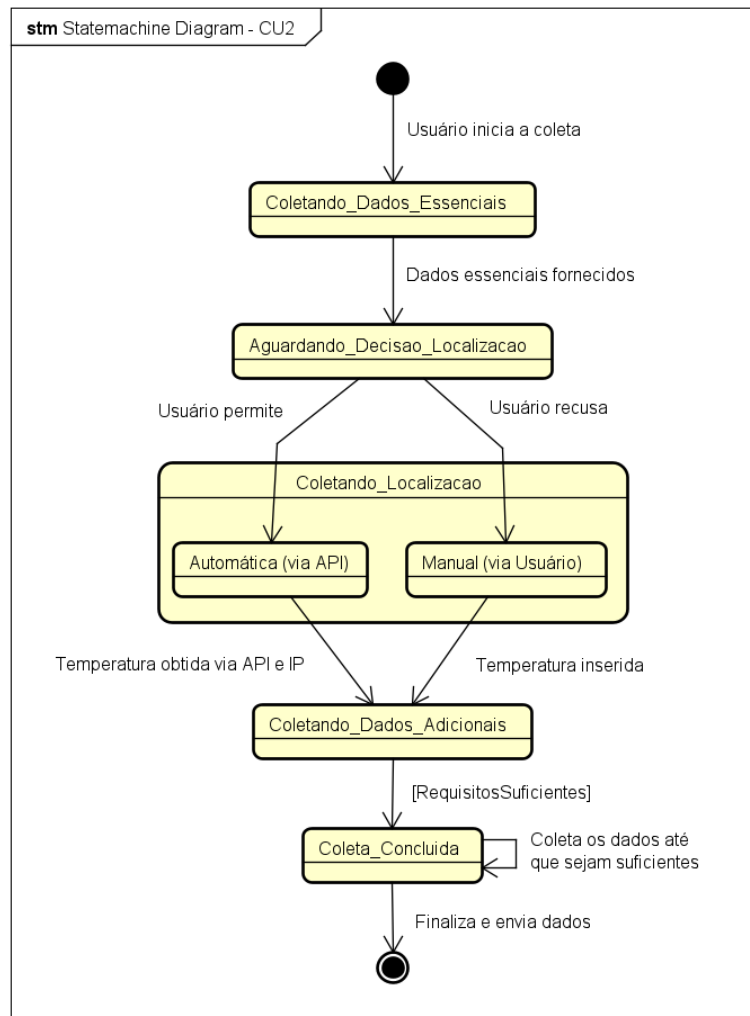 stm Statemachine Diagram - CU2
Usuário inicia a coleta
Coletando_Dados_Essenciais
Dados essenciais fornecidos
Aguardando_Decisao_Localizacao
Usuário permite
Usuário recusa
Coletando_Localizacao
Automática (via API)
Manual (via Usuário)
Temperatura obtida via API e IP
Temperatura inserida
Coletando_Dados_Adicionais
[RequisitosSuficientes]
Coleta_Concluida
Coleta os dados até
que sejam suficientes
Finaliza e envia dados